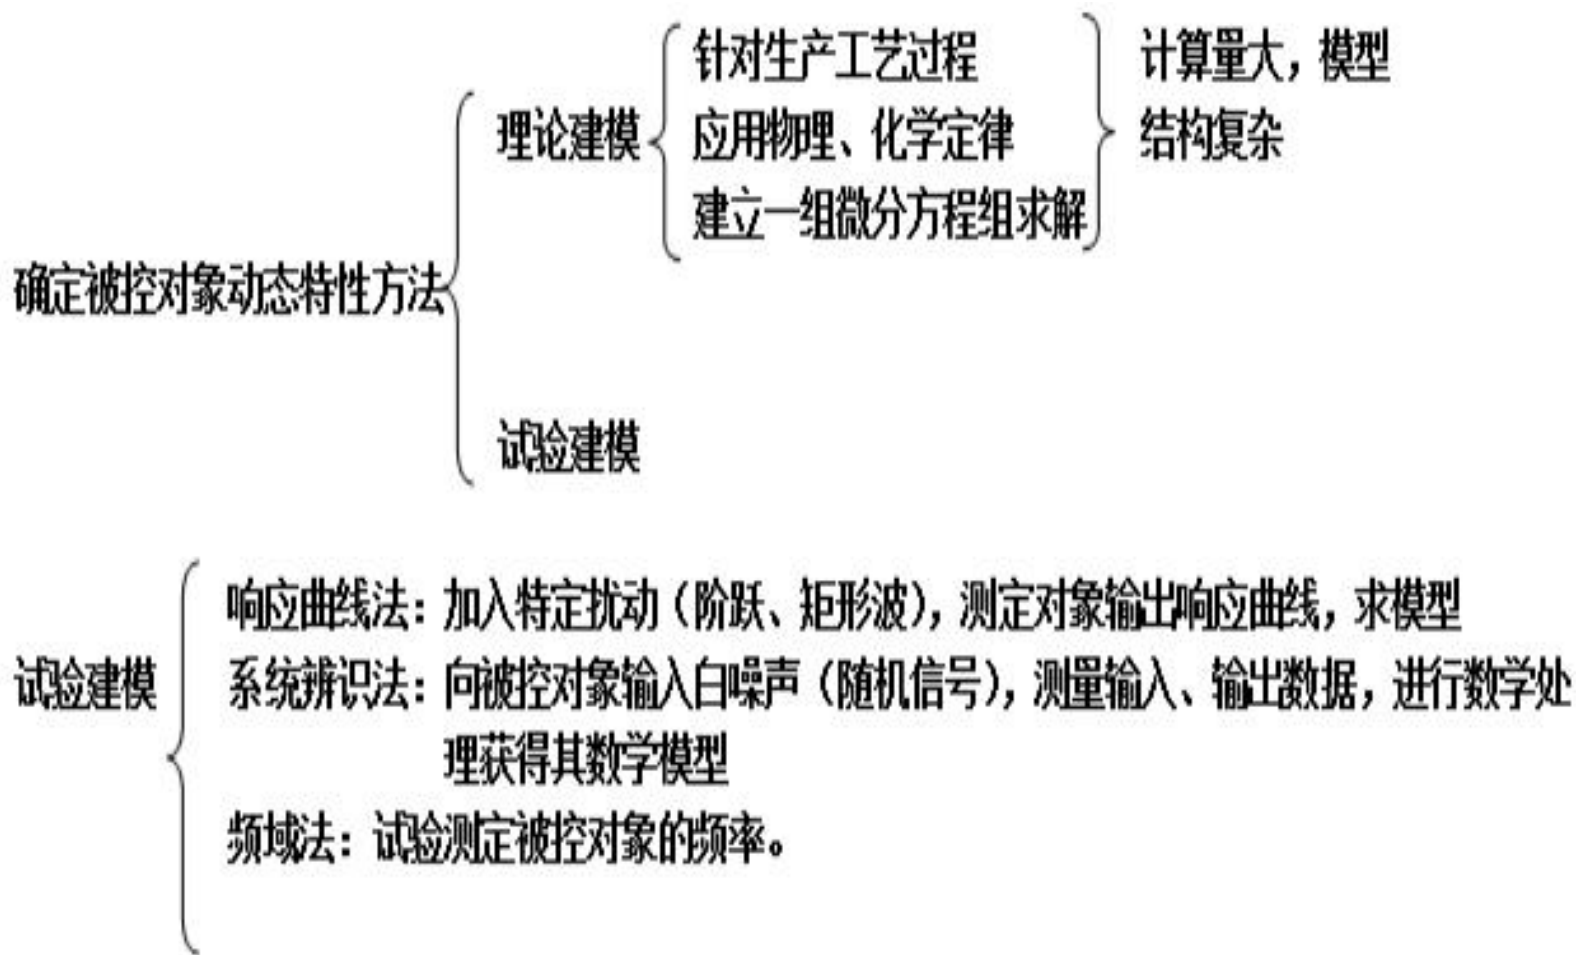 针对生产工艺过程
计算量大，模型
理论建模
应用物理、化学定律
结构复杂
建立一组微分方程组求解
确定被控对象动态特性方法
试验建模
响应曲线法：加入特定扰动（阶跃、矩形波），测定对象输出响应曲线，求模型
试验建模
系统辨识法：向被控对象输入白噪声（随机信号），测量输入、输出数据，进行数学处
理获得其数学模型
频域法：试验测定被控对象的频率。